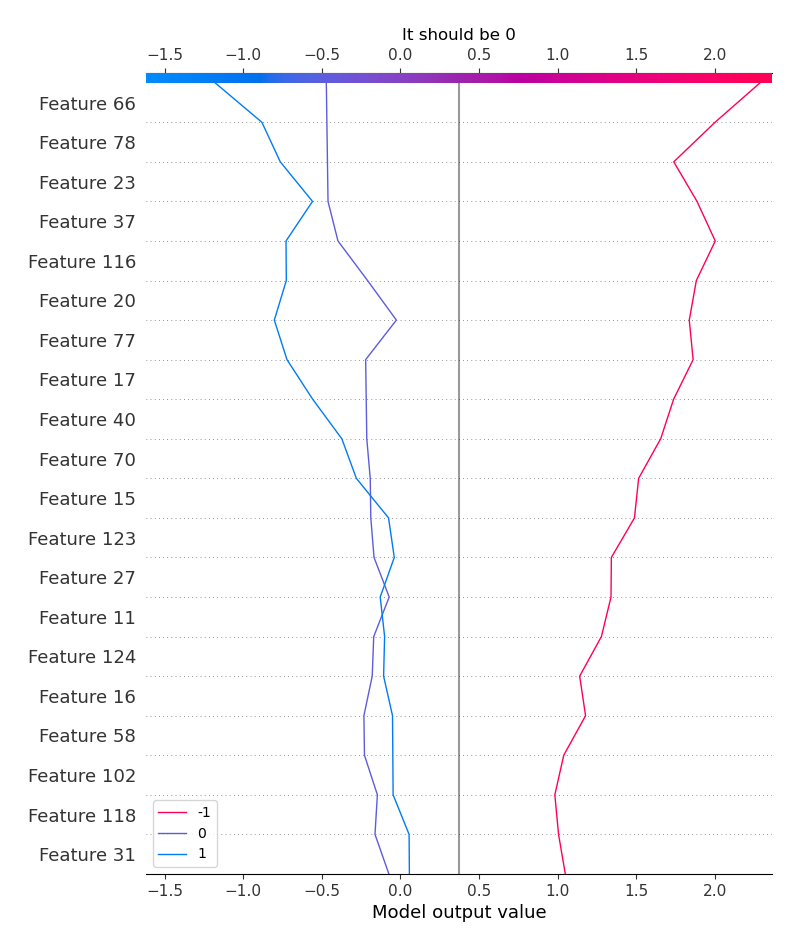 It should be 0
−1.5 −1.0 −0.5 0.0 0.5 1.0 1.5 2.0
Feature 66
Feature 78
Feature 23
Feature 37
Feature 116
Feature 20
Feature 77
Feature 17
Feature 40
Feature 70
Feature 15
Feature 123
Feature 27
Feature 11
Feature 124
Feature 16
Feature 58
Feature 102
Feature 118
Feature 31
-1
0
1
−1.5 −1.0 −0.5 0.0 0.5 1.0 1.5 2.0
Model output value